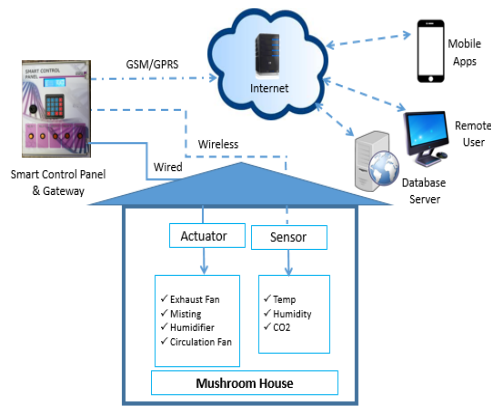 SMART CONTROL
PANEL
GSM/GPRS
Internet
Mobile
Apps
Remote
User
Database
Server
Wireless
Wired
Smart Control Panel
& Gateway
Actuator
Sensor
✓ Exhaust Fan
✓ Misting
✓ Humidifier
✓ Circulation Fan
✓ Temp
✓ Humidity
✓ CO2
Mushroom House